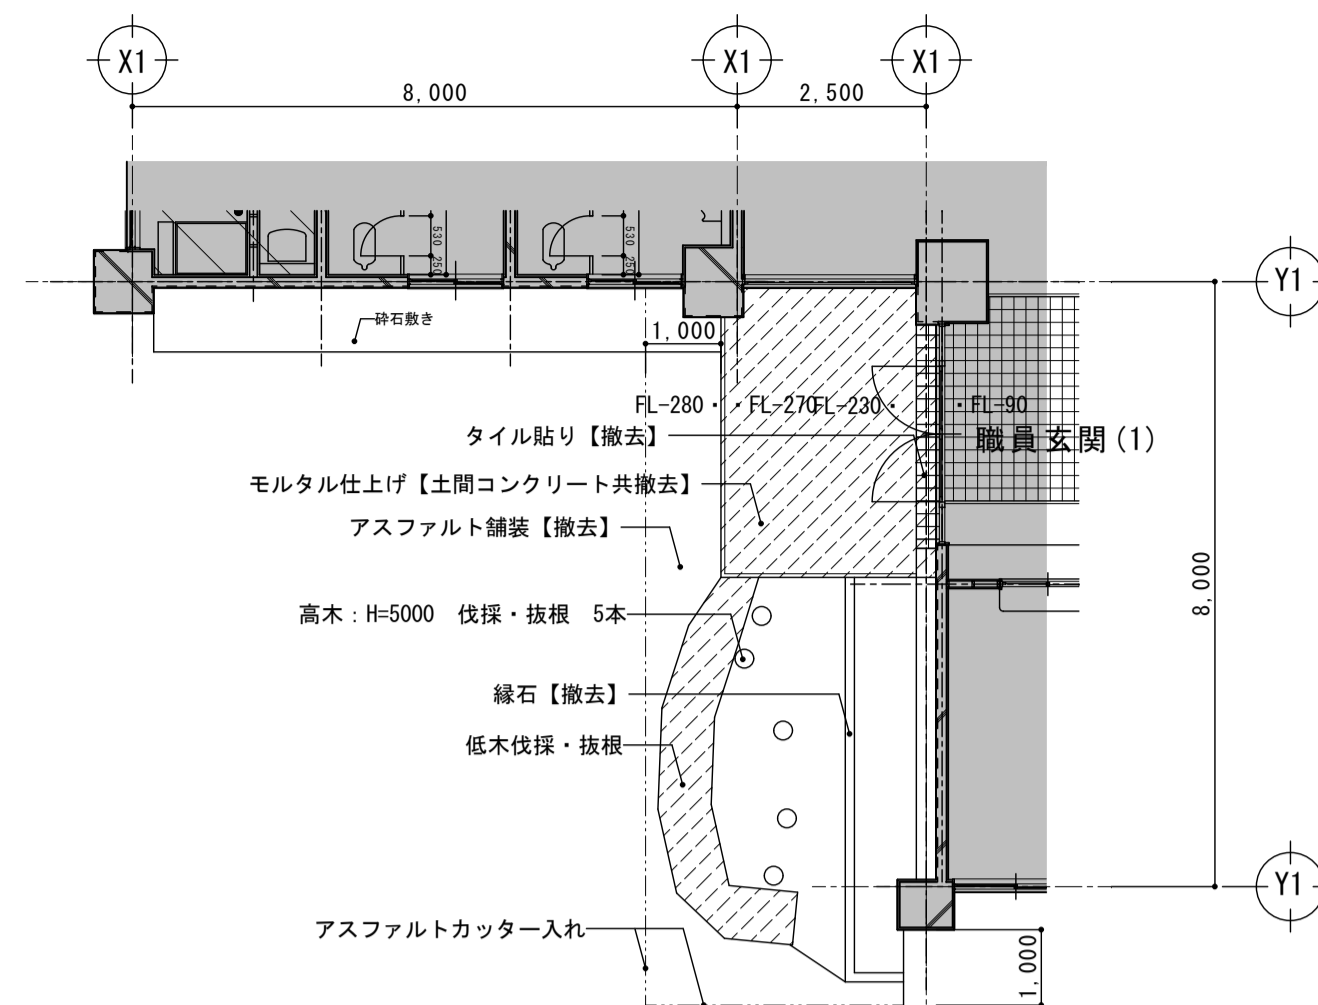 X1 X1 X1
8,000 2,500
530 530
250 250
Y1
砕石敷き
1,000
FL-280 FL-270 FL-230 FL-90
タイル貼り【撤去】
職員玄関(1)
モルタル仕上げ【土間コンクリート共撤去】
アスファルト舗装【撤去】
8,000
高木：H=5000　伐採・抜根　5本
縁石【撤去】
低木伐採・抜根
Y1
アスファルトカッター入れ
1,000